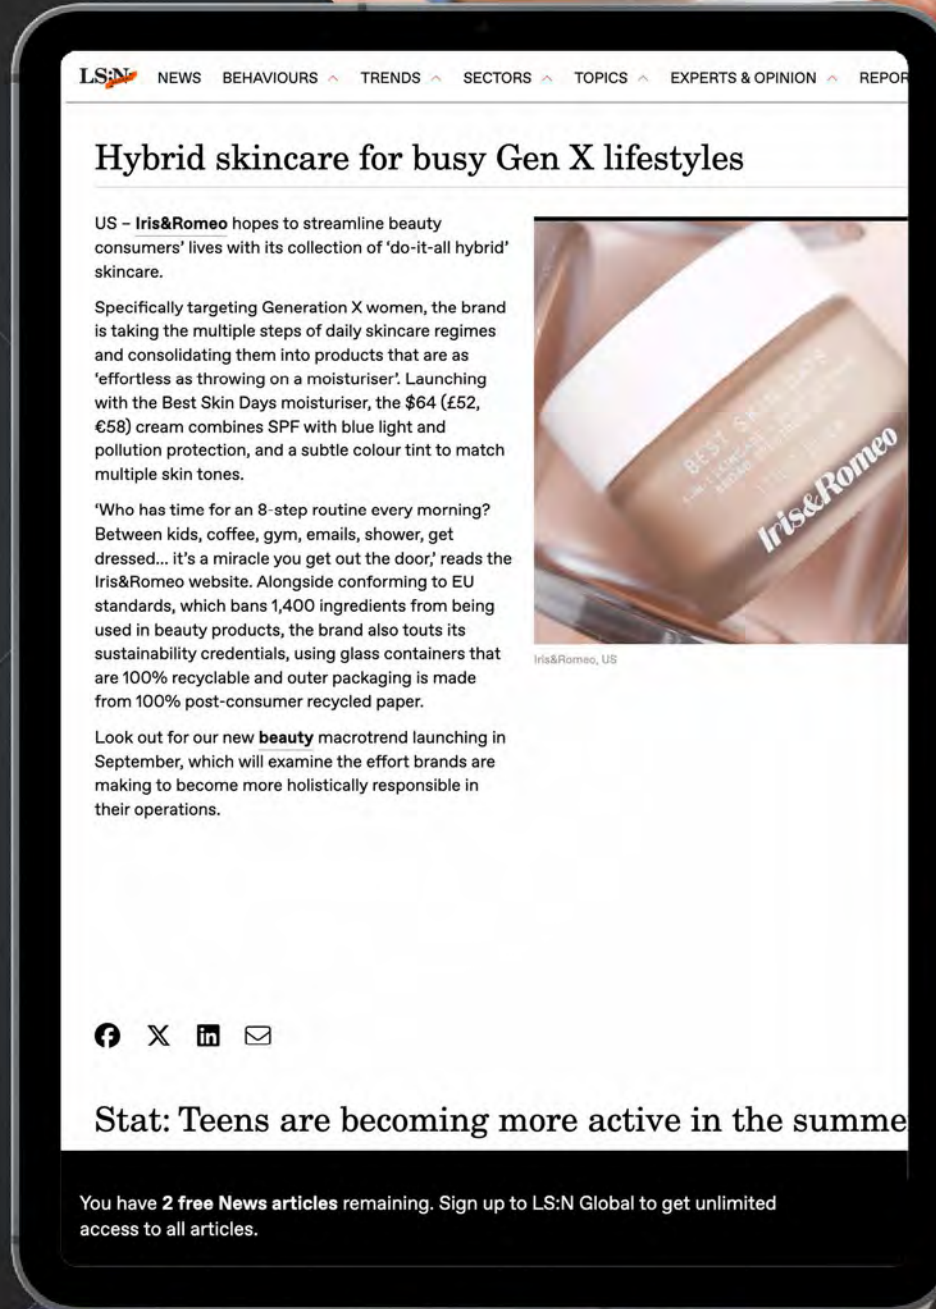 LS:N
NEWS BEHAVIOURS TRENDS SECTORS TOPICS EXPERTS & OPINION REPOR
Hybrid skincare for busy Gen X lifestyles
US – Iris&Romeo hopes to streamline beauty
consumers' lives with its collection of 'do-it-all hybrid'
skincare.
Specifically targeting Generation X women, the brand
is taking the multiple steps of daily skincare regimes
and consolidating them into products that are as
'effortless as throwing on a moisturiser'. Launching
with the Best Skin Days moisturiser, the $64 (£52,
€58) cream combines SPF with blue light and
pollution protection, and a subtle colour tint to match
multiple skin tones.
'Who has time for an 8-step routine every morning?
Between kids, coffee, gym, emails, shower, get
dressed... it's a miracle you get out the door,' reads the
Iris&Romeo website. Alongside conforming to EU
standards, which bans 1,400 ingredients from being
used in beauty products, the brand also touts its
sustainability credentials, using glass containers that
are 100% recyclable and outer packaging is made
from 100% post-consumer recycled paper.
Look out for our new beauty macrotrend launching in
September, which will examine the effort brands are
making to become more holistically responsible in
their operations.
BEST SKIN DAYS
Iris&Romeo
Iris&Romeo, US
Stat: Teens are becoming more active in the summe
You have 2 free News articles remaining. Sign up to LS:N Global to get unlimited
access to all articles.